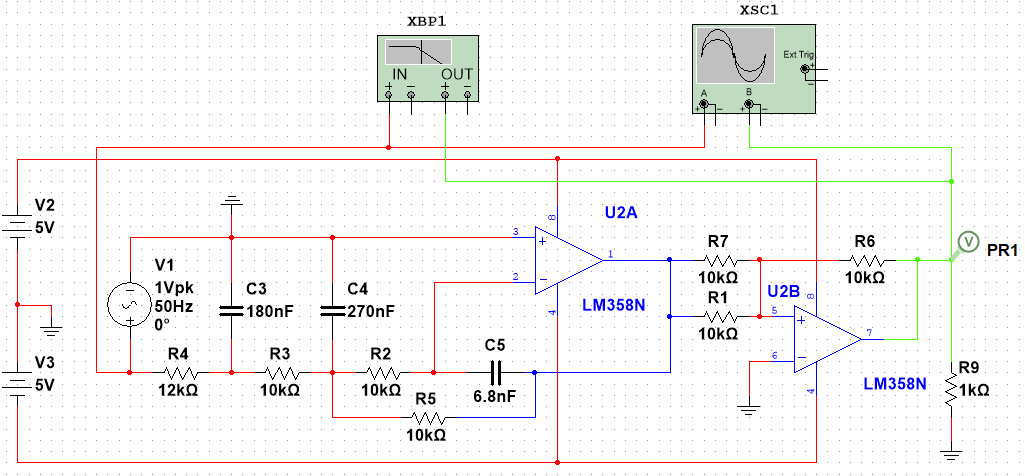 XBP1
XSC1
IN OUT
+ − + −
Ext Trig
+
−
A B
+ − + −
V2
5V
V3
5V
V1
1Vpk
50Hz
0°
C3
180nF
C4
270nF
R4
12kΩ
R3
10kΩ
R2
10kΩ
R5
10kΩ
C5
6.8nF
U2A
3
2
8
4
1
+
−
LM358N
R7
10kΩ
R1
10kΩ
R6
10kΩ
U2B
5
6
8
4
7
+
−
LM358N
V
PR1
R9
1kΩ